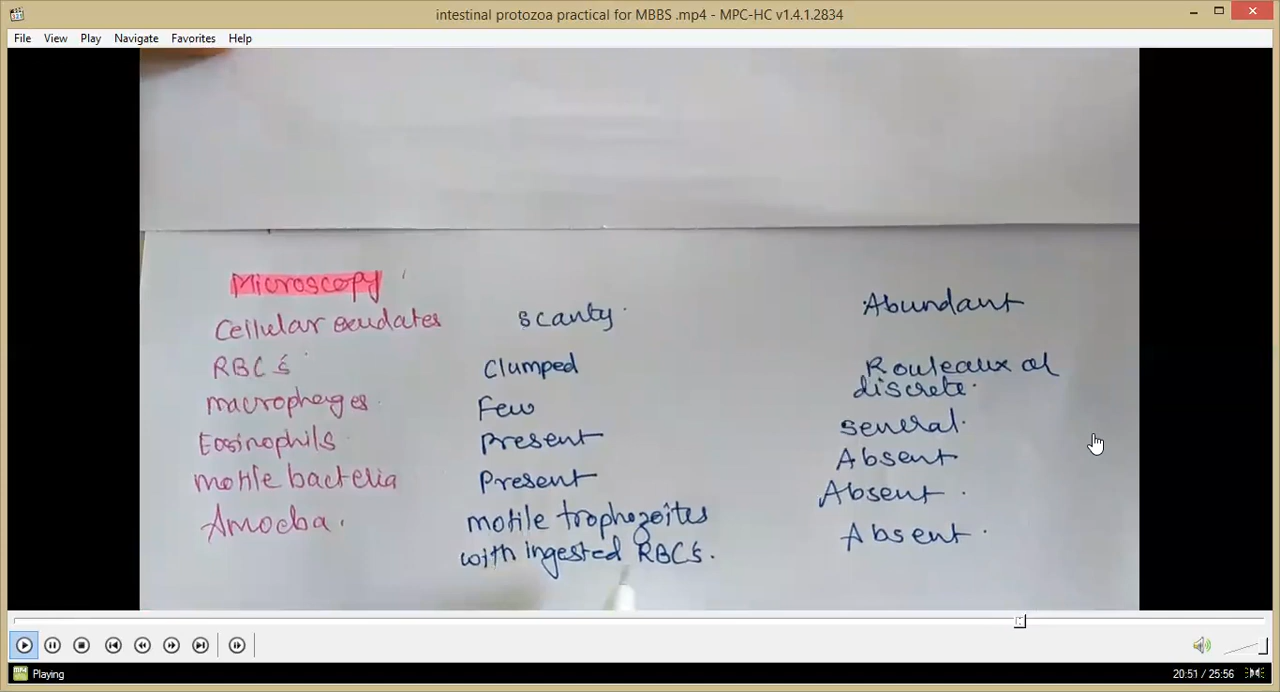 intestinal protozoa practical for MBBS .mp4 - MPC-HC v1.4.1.2834
File View Play Navigate Favorites Help
Microscopy
Cellular exudates scanty. Abundant
RBC's Clumped Rouleaux or
discrete.
macrophages Few several.
Eosinophils Present Absent
motile bacteria Present Absent
Amoeba. motile trophozoites Absent
with ingested RBC's.
Playing 20:51 / 25:56